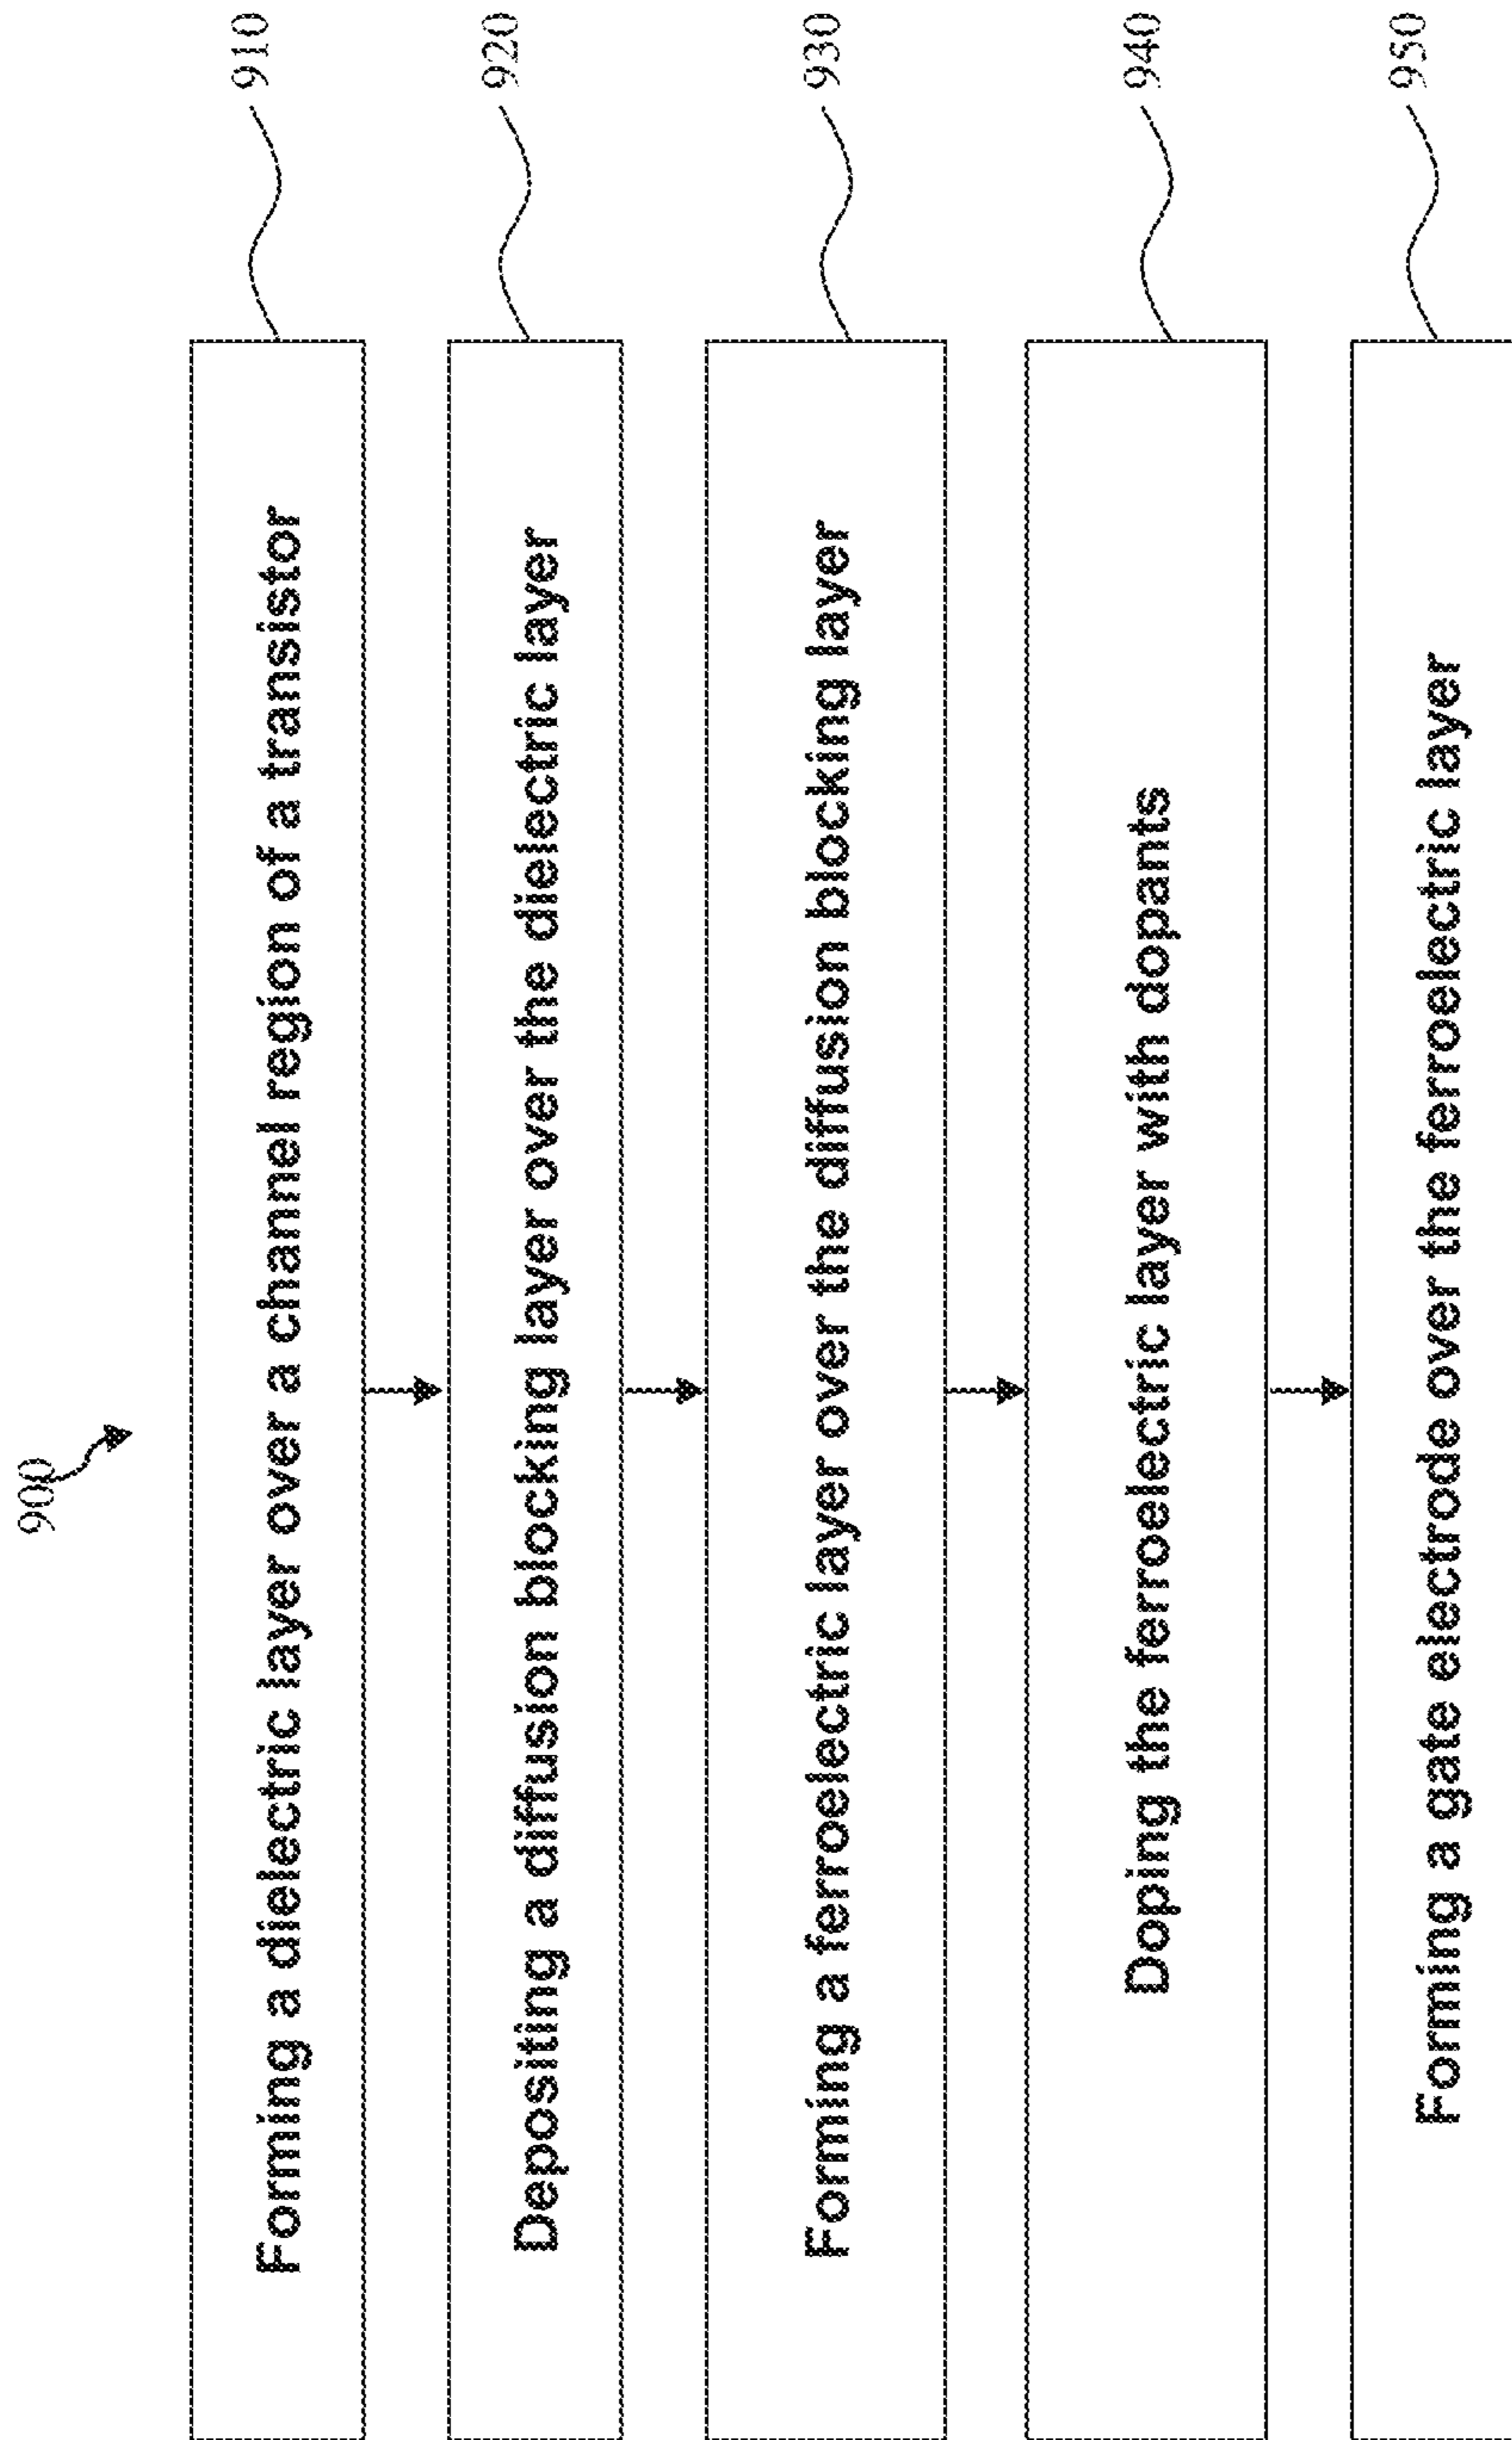 900
Forming a dielectric layer over a channel region of a transistor
910
Depositing a diffusion blocking layer over the dielectric layer
920
Forming a ferroelectric layer over the diffusion blocking layer
930
Doping the ferroelectric layer with dopants
940
Forming a gate electrode over the ferroelectric layer
950